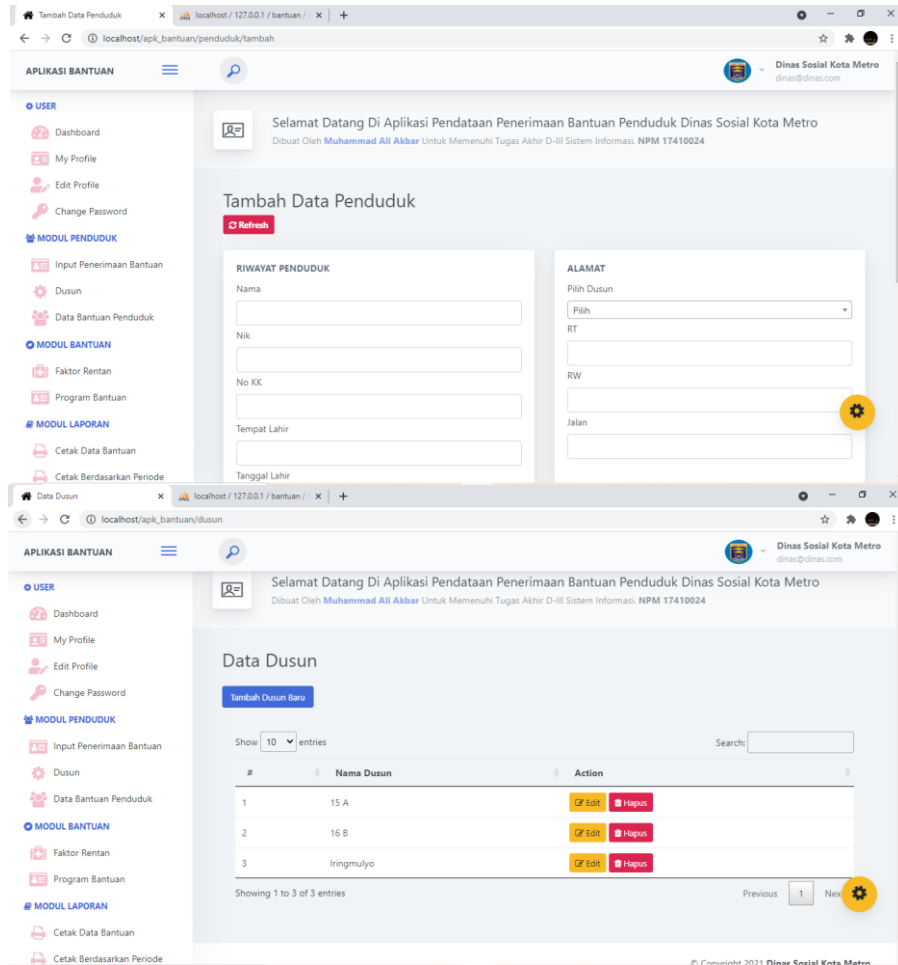 Tambah Data Penduduk
localhost / 127.0.0.1 / bantuan /
localhost/apk_bantuan/penduduk/tambah
APLIKASI BANTUAN
Dinas Sosial Kota Metro
dinas@dinas.com
USER
Dashboard
My Profile
Edit Profile
Change Password
MODUL PENDUDUK
Input Penerimaan Bantuan
Dusun
Data Bantuan Penduduk
MODUL BANTUAN
Faktor Rentan
Program Bantuan
MODUL LAPORAN
Cetak Data Bantuan
Cetak Berdasarkan Periode
Selamat Datang Di Aplikasi Pendataan Penerimaan Bantuan Penduduk Dinas Sosial Kota Metro
Dibuat Oleh Muhammad Ali Akbar Untuk Memenuhi Tugas Akhir D-III Sistem Informasi. NPM 17410024
Tambah Data Penduduk
Refresh
RIWAYAT PENDUDUK
Nama
Nik
No KK
Tempat Lahir
Tanggal Lahir
ALAMAT
Pilih Dusun
Pilih
RT
RW
Jalan
Data Dusun
localhost / 127.0.0.1 / bantuan /
localhost/apk_bantuan/dusun
APLIKASI BANTUAN
Dinas Sosial Kota Metro
dinas@dinas.com
USER
Dashboard
My Profile
Edit Profile
Change Password
MODUL PENDUDUK
Input Penerimaan Bantuan
Dusun
Data Bantuan Penduduk
MODUL BANTUAN
Faktor Rentan
Program Bantuan
MODUL LAPORAN
Cetak Data Bantuan
Cetak Berdasarkan Periode
Selamat Datang Di Aplikasi Pendataan Penerimaan Bantuan Penduduk Dinas Sosial Kota Metro
Dibuat Oleh Muhammad Ali Akbar Untuk Memenuhi Tugas Akhir D-III Sistem Informasi. NPM 17410024
Data Dusun
Tambah Dusun Baru
Show 10 entries
Search:
# Nama Dusun Action
1 15 A Edit Hapus
2 16 B Edit Hapus
3 Iringmulyo Edit Hapus
Showing 1 to 3 of 3 entries
Previous 1
© Copyright 2021 Dinas Sosial Kota Metro